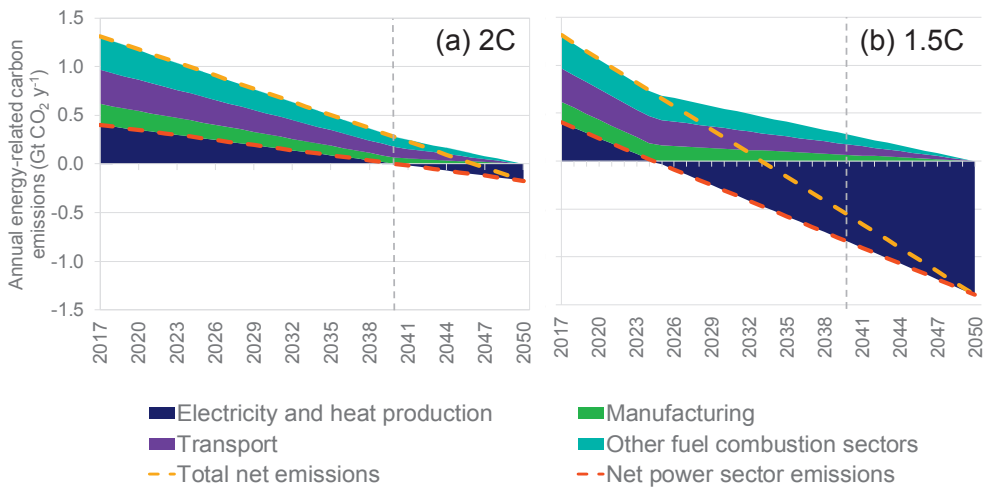 Annual energy-related carbon
emissions (Gt CO₂ y⁻¹)
1.5
1.0
0.5
0.0
-0.5
-1.0
-1.5
(a) 2C
(b) 1.5C
2017 2020 2023 2026 2029 2032 2035 2038 2041 2044 2047 2050
2017 2020 2023 2026 2029 2032 2035 2038 2041 2044 2047 2050
Electricity and heat production
Manufacturing
Transport
Other fuel combustion sectors
Total net emissions
Net power sector emissions